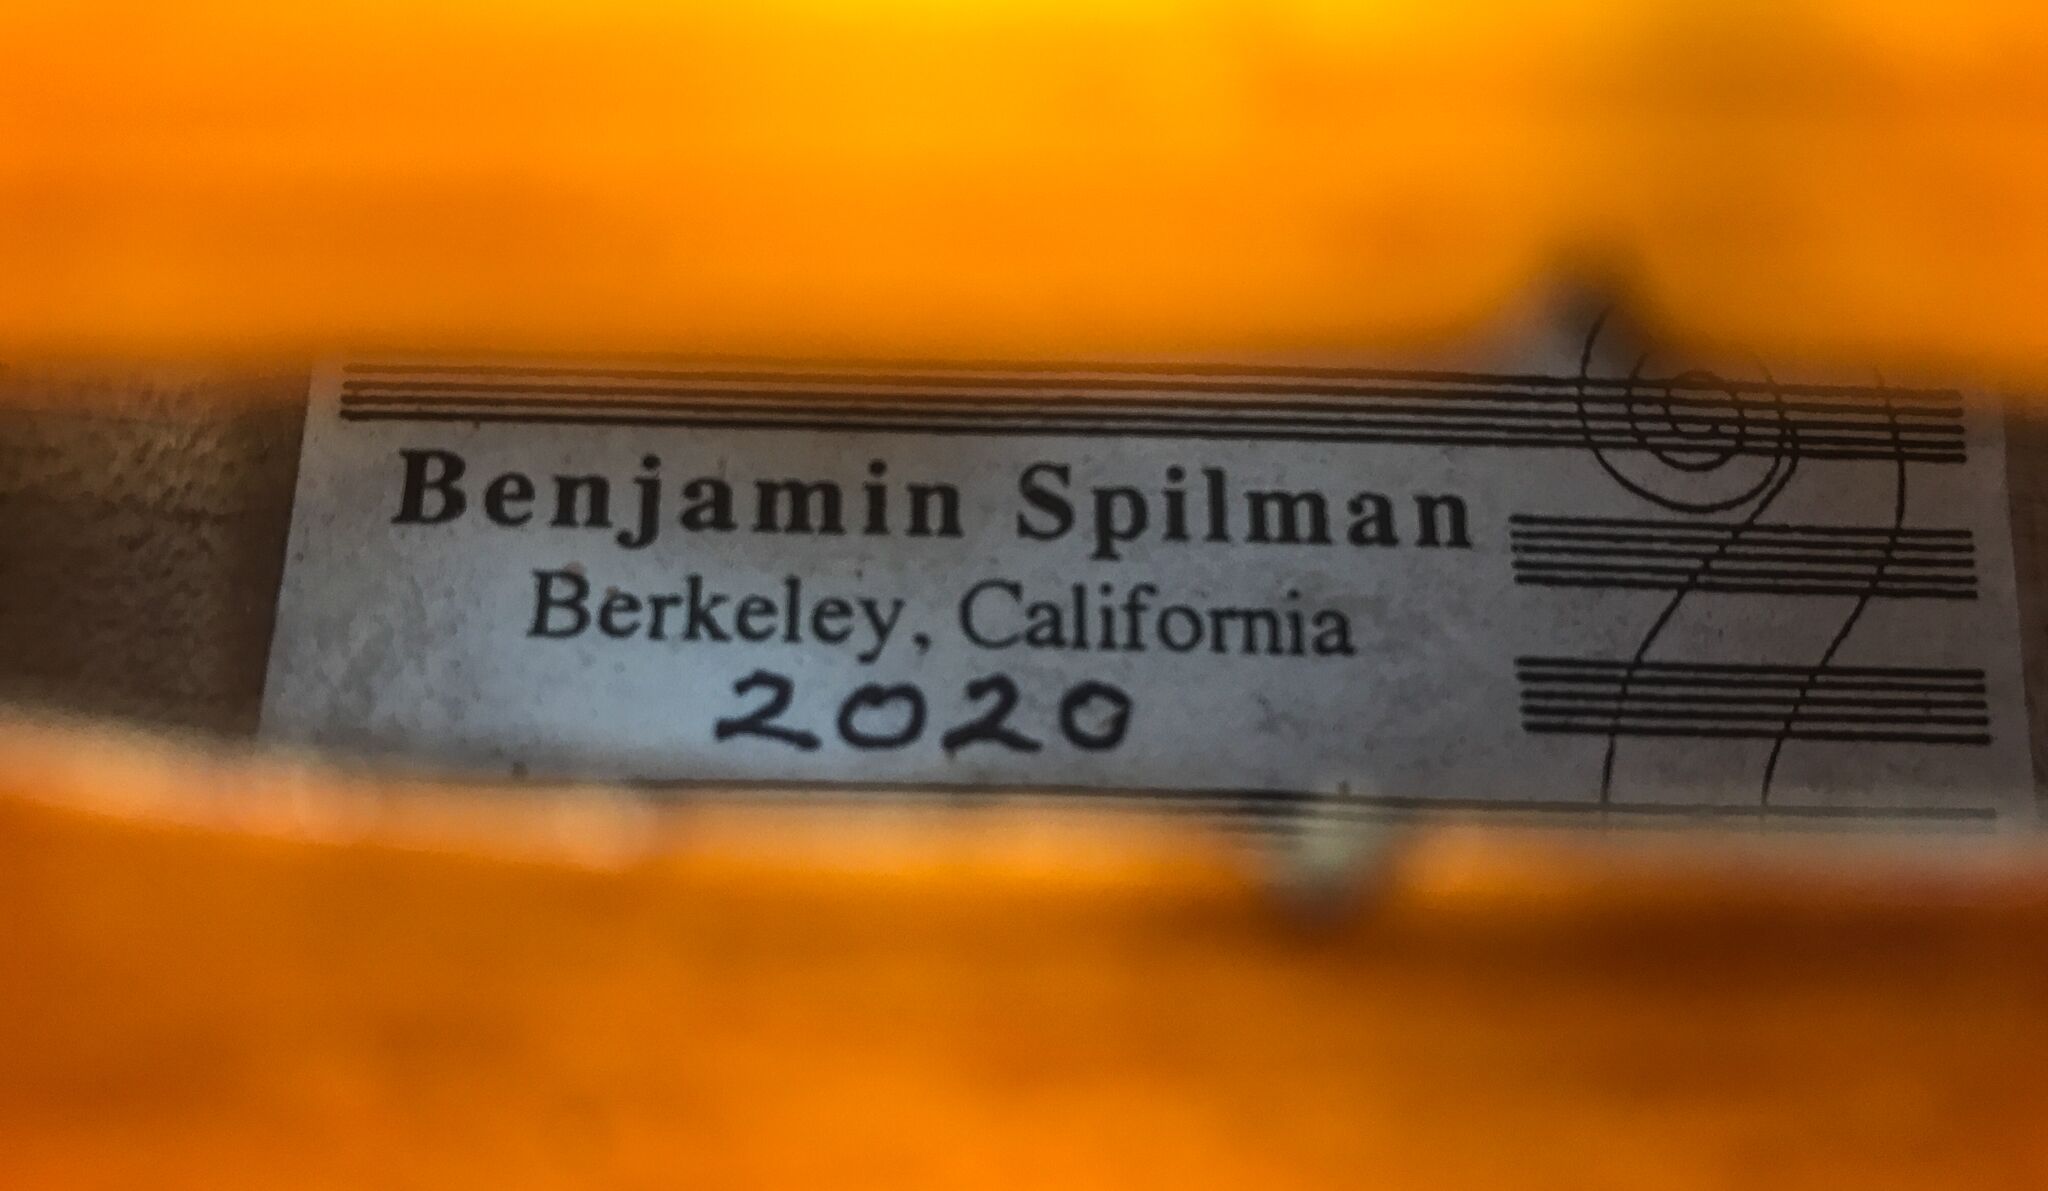 Benjamin Spilman
Berkeley, California
2020